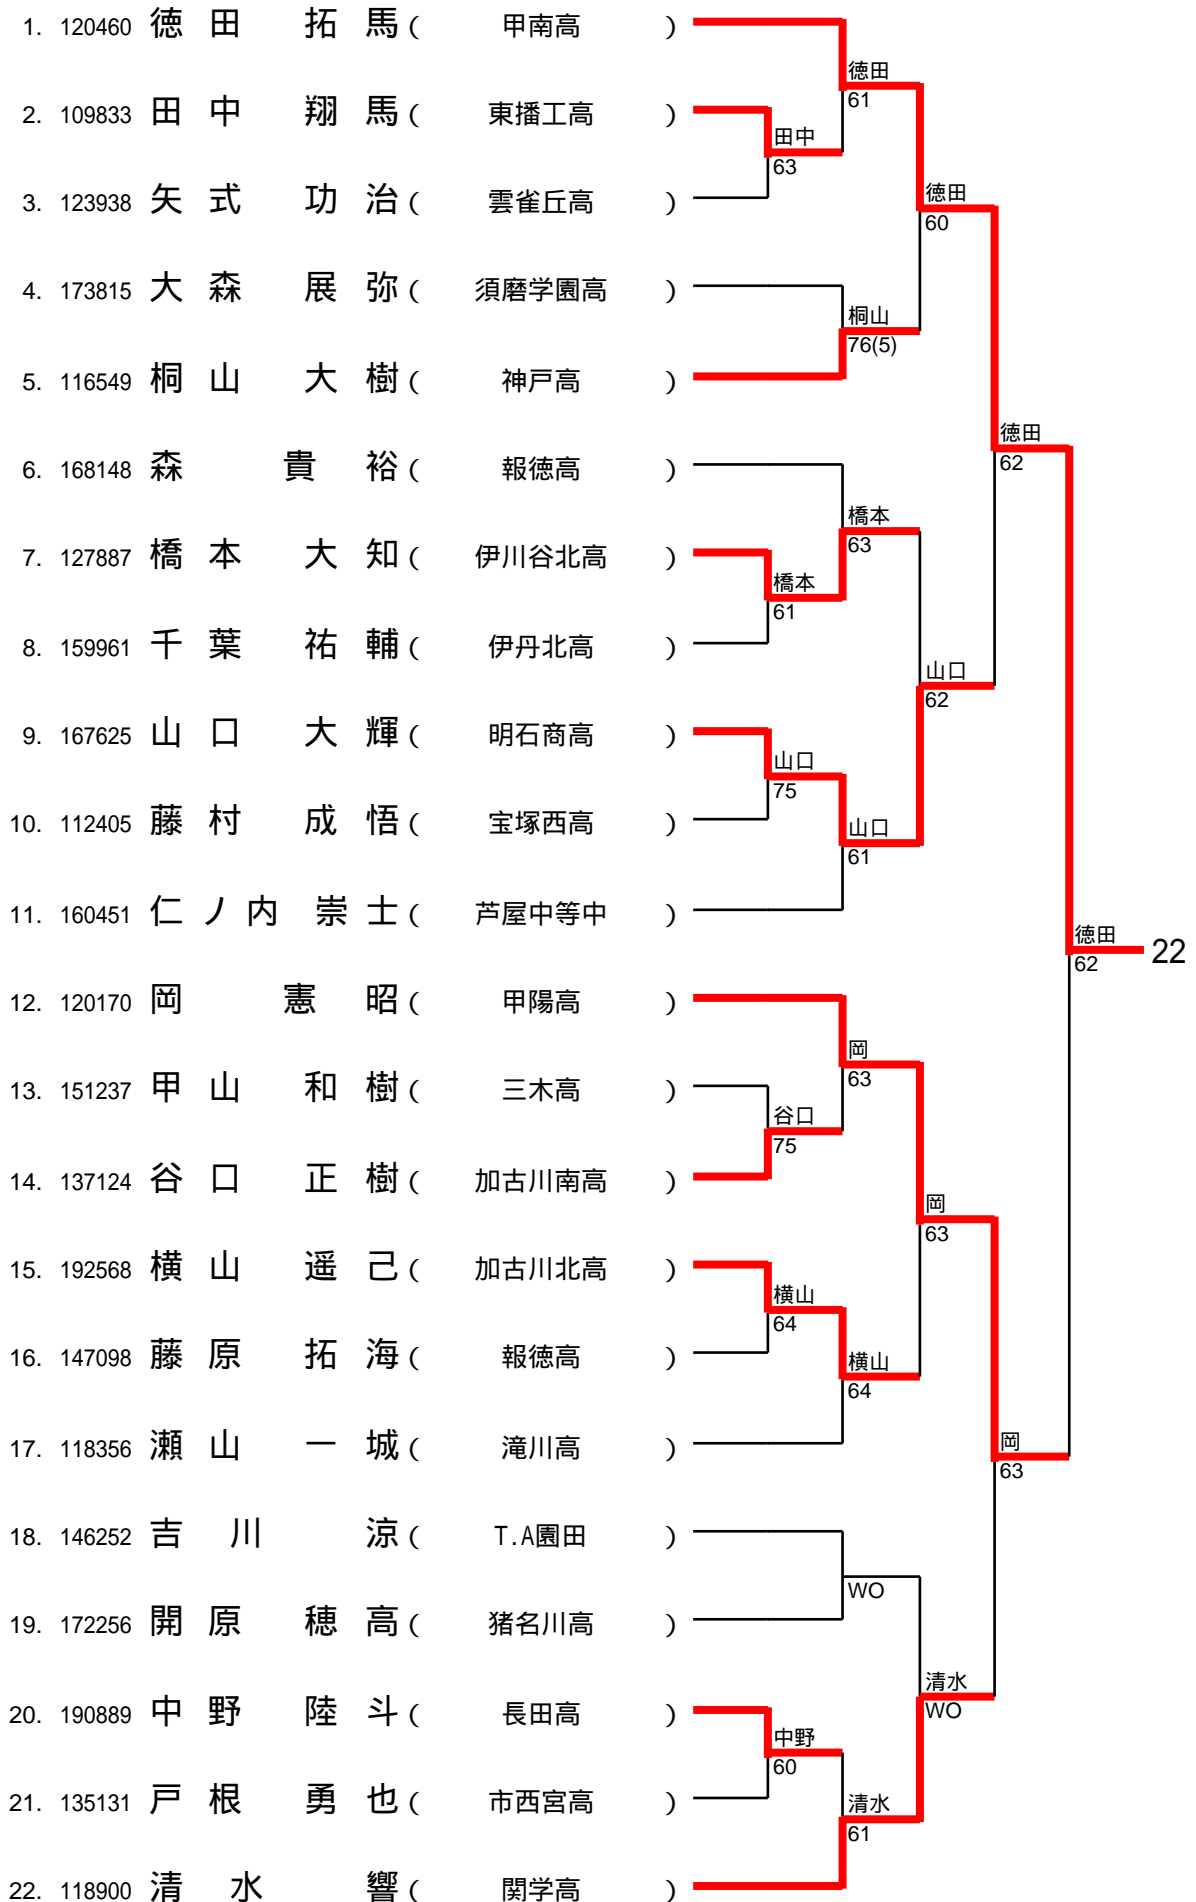 1. 120460 徳田 拓馬 ( 甲南高 )
徳田
61
2. 109833 田中 翔馬 ( 東播工高 )
田中
63
3. 123938 矢式 功治 ( 雲雀丘高 )
徳田
60
4. 173815 大森 展弥 ( 須磨学園高 )
桐山
76(5)
5. 116549 桐山 大樹 ( 神戸高 )
徳田
62
6. 168148 森 貴裕 ( 報徳高 )
橋本
63
7. 127887 橋本 大知 ( 伊川谷北高 )
橋本
61
8. 159961 千葉 祐輔 ( 伊丹北高 )
山口
62
9. 167625 山口 大輝 ( 明石商高 )
山口
75
10. 112405 藤村 成悟 ( 宝塚西高 )
山口
61
11. 160451 仁ノ内 崇士 ( 芦屋中等中 )
徳田 22
62
12. 120170 岡 憲昭 ( 甲陽高 )
岡
63
13. 151237 甲山 和樹 ( 三木高 )
谷口
75
14. 137124 谷口 正樹 ( 加古川南高 )
岡
63
15. 192568 横山 遥己 ( 加古川北高 )
横山
64
16. 147098 藤原 拓海 ( 報徳高 )
横山
64
17. 118356 瀬山 一城 ( 滝川高 )
岡
63
18. 146252 吉川 涼 ( T.A園田 )
WO
19. 172256 開原 穂高 ( 猪名川高 )
清水
WO
20. 190889 中野 陸斗 ( 長田高 )
中野
60
21. 135131 戸根 勇也 ( 市西宮高 )
清水
61
22. 118900 清水 響 ( 関学高 )